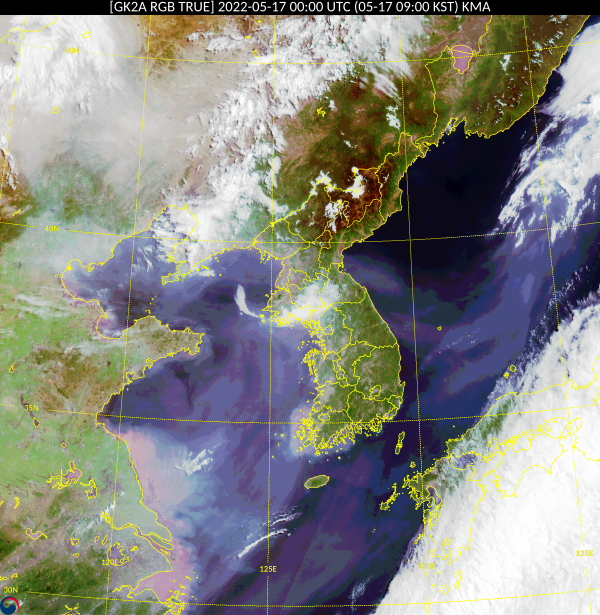 [GK2A RGB TRUE] 2022-05-17 00:00 UTC (05-17 09:00 KST) KMA
40N
35N
120E
125E
135E
30N